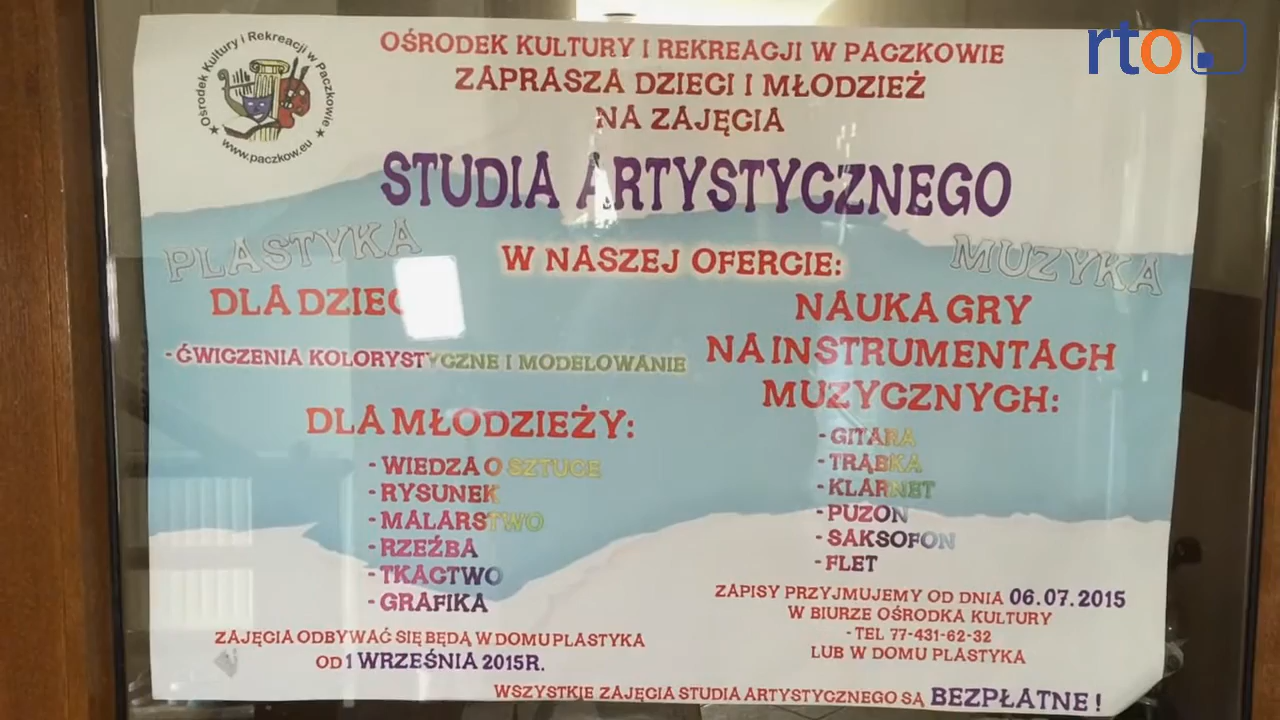 rto
Ośrodek Kultury i Rekreacji w Paczkowie
www.paczkow.eu
OŚRODEK KULTURY I REKREACJI W PACZKOWIE
ZAPRASZA DZIECI I MŁODZIEŻ
NA ZAJĘCIA
STUDIA ARTYSTYCZNEGO
W NASZEJ OFERCIE:
PLASTYKA
DLA DZIEC
- ĆWICZENIA KOLORYSTYCZNE I MODELOWANIE
DLA MŁODZIEŻY:
- WIEDZA O SZTUCE
- RYSUNEK
- MALARSTWO
- RZEŹBA
- TKACTWO
- GRAFIKA
ZAJĘCIA ODBYWAĆ SIĘ BĘDĄ W DOMU PLASTYKA
OD 1 WRZEŚNIA 2015R.
MUZYKA
NAUKA GRY
NA INSTRUMENTACH
MUZYCZNYCH:
- GITARA
- TRĄBKA
- KLARNET
- PUZON
- SAKSOFON
- FLET
ZAPISY PRZYJMUJEMY OD DNIA 06.07.2015
W BIURZE OŚRODKA KULTURY
- TEL 77-431-62-32
LUB W DOMU PLASTYKA
WSZYSTKIE ZAJĘCIA STUDIA ARTYSTYCZNEGO SĄ BEZPŁATNE !